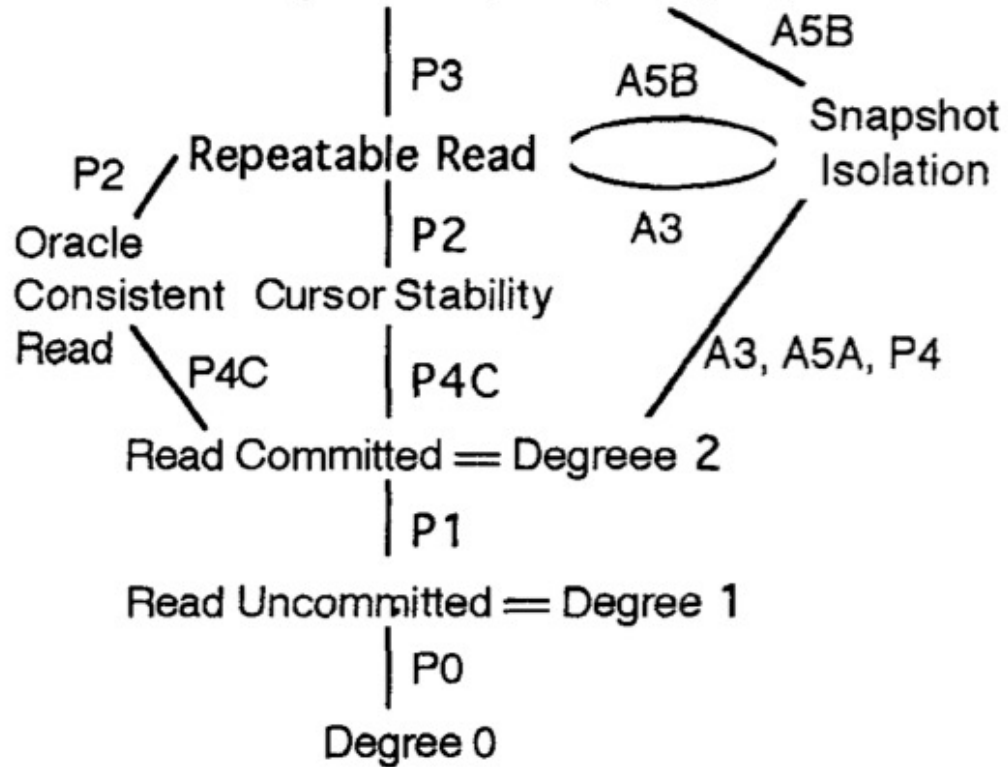 A5B
P3
A5B
Snapshot
Isolation
Repeatable Read
P2
A3
Oracle
Consistent
Read
P2
Cursor Stability
P4C
P4C
A3, A5A, P4
Read Committed = Degreee 2
P1
Read Uncommitted = Degree 1
P0
Degree 0